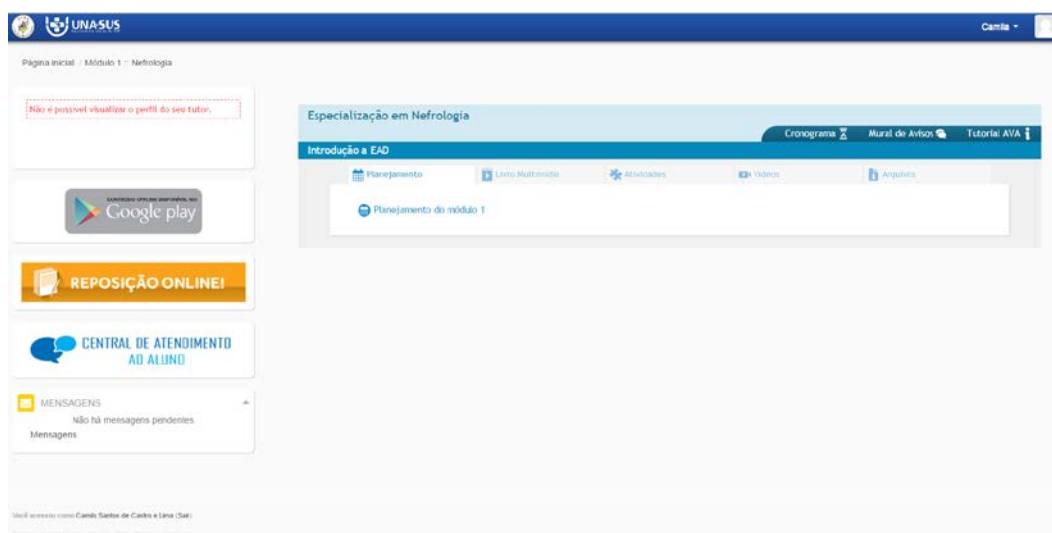 UNASUS
Camila
Página inicial / Módulo 1 :: Nefrologia
Não é possível visualizar o perfil do seu tutor.
Google play
REPOSIÇÃO ONLINE!
CENTRAL DE ATENDIMENTO
AO ALUNO
MENSAGENS
Não há mensagens pendentes
Mensagens
Especialização em Nefrologia
Cronograma Mural de Avisos Tutorial AVA
Introdução a EAD
Planejamento Livro Multimídia Atividades Vídeos Arquivos
Planejamento do módulo 1
Você acessou como Camila Santos de Castro e Lima (Sair)